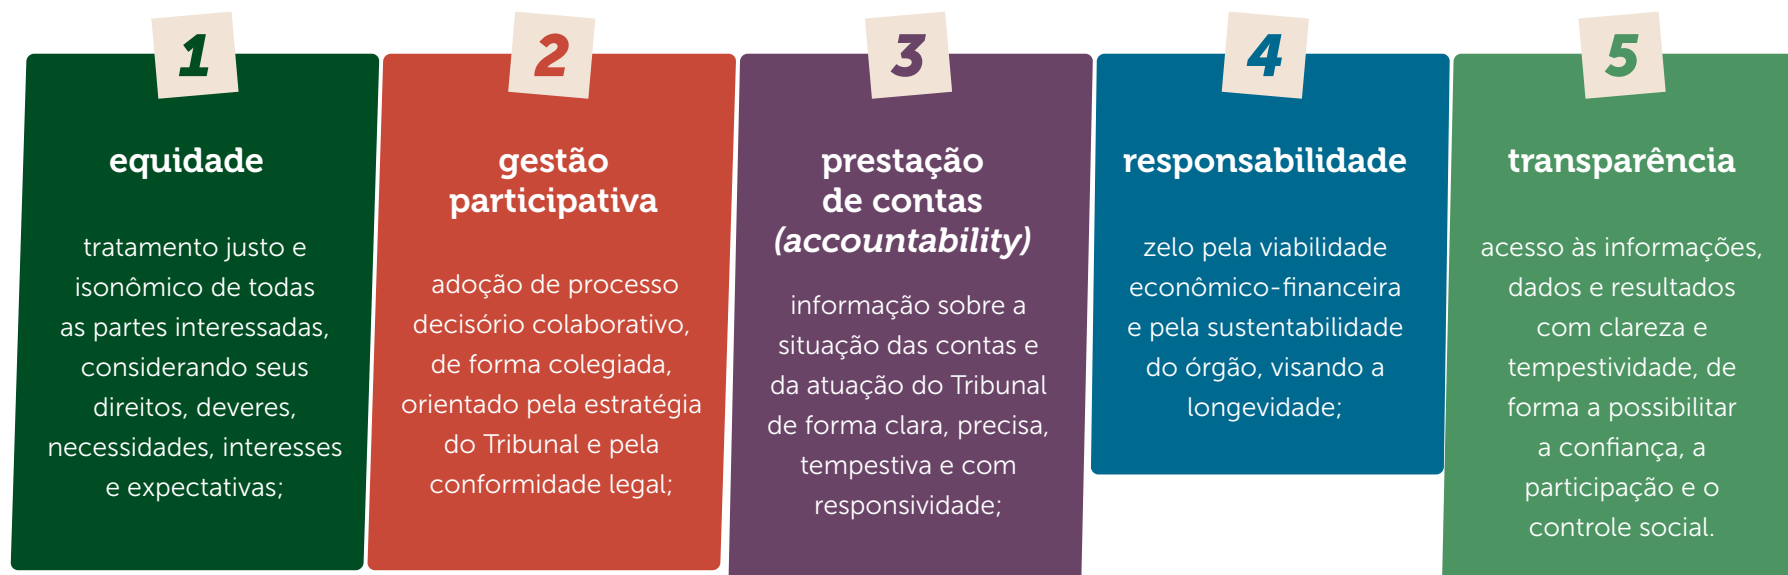 1
equidade
tratamento justo e
isonômico de todas
as partes interessadas,
considerando seus
direitos, deveres,
necessidades, interesses
e expectativas;
2
gestão
participativa
adoção de processo
decisório colaborativo,
de forma colegiada,
orientado pela estratégia
do Tribunal e pela
conformidade legal;
3
prestação
de contas
(accountability)
informação sobre a
situação das contas e
da atuação do Tribunal
de forma clara, precisa,
tempestiva e com
responsividade;
4
responsabilidade
zelo pela viabilidade
econômico-financeira
e pela sustentabilidade
do órgão, visando a
longevidade;
5
transparência
acesso às informações,
dados e resultados
com clareza e
tempestividade, de
forma a possibilitar
a confiança, a
participação e o
controle social.